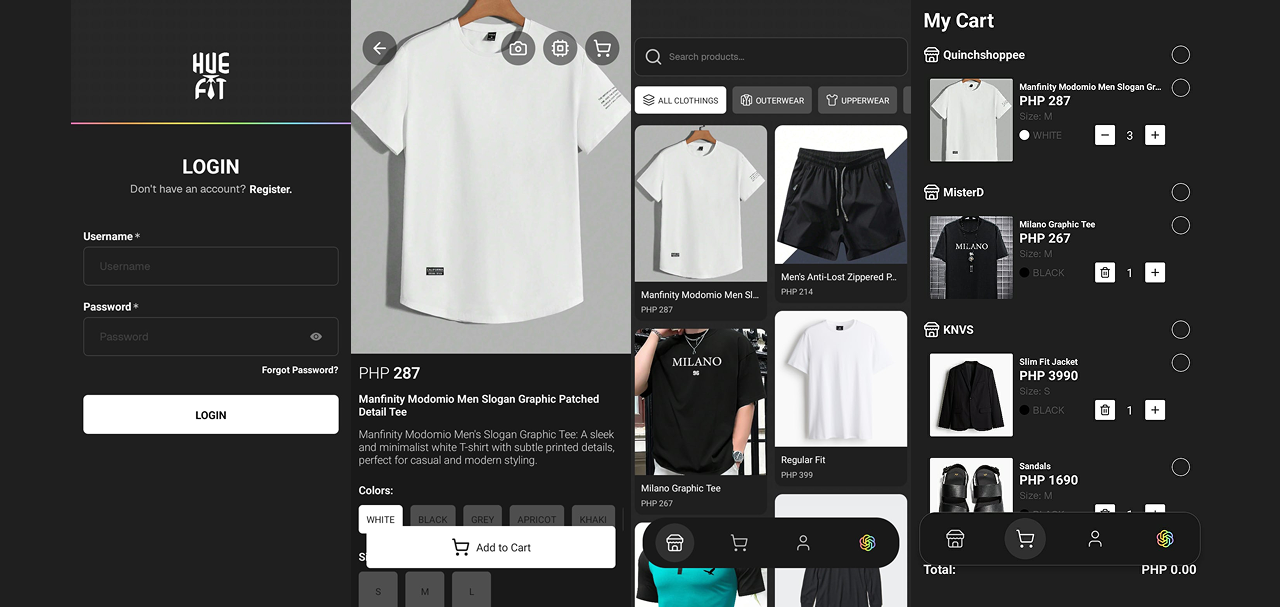 HUE
FIT
LOGIN
Don't have an account? Register.
Username *
Username
Password *
Password
Forgot Password?
LOGIN
PHP 287
Manfinity Modomio Men Slogan Graphic Patched
Detail Tee
Manfinity Modomio Men's Slogan Graphic Tee: A sleek
and minimalist white T-shirt with subtle printed details,
perfect for casual and modern styling.
Colors:
WHITE
BLACK
GREY
APRICOT
KHAKI
Add to Cart
S
M
L
Search products...
ALL CLOTHINGS
OUTERWEAR
UPPERWEAR
Manfinity Modomio Men Sl...
PHP 287
Men's Anti-Lost Zippered P...
PHP 214
MILANO
Milano Graphic Tee
PHP 267
Regular Fit
PHP 399
My Cart
Quinchshoppee
Manfinity Modomio Men Slogan Gr...
PHP 287
Size: M
WHITE
3
MisterD
MILANO
Milano Graphic Tee
PHP 267
Size: M
BLACK
1
KNVS
Slim Fit Jacket
PHP 3990
Size: S
BLACK
1
Sandals
PHP 1690
Size: M
Total:
PHP 0.00